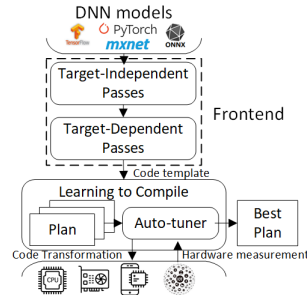 DNN models
TensorFlow
PyTorch
mxnet
ONNX
Target-Independent
Passes
Frontend
Target-Dependent
Passes
Code template
Learning to Compile
Plan
Auto-tuner
Best
Plan
Code Transformation
Hardware measurement
CPU